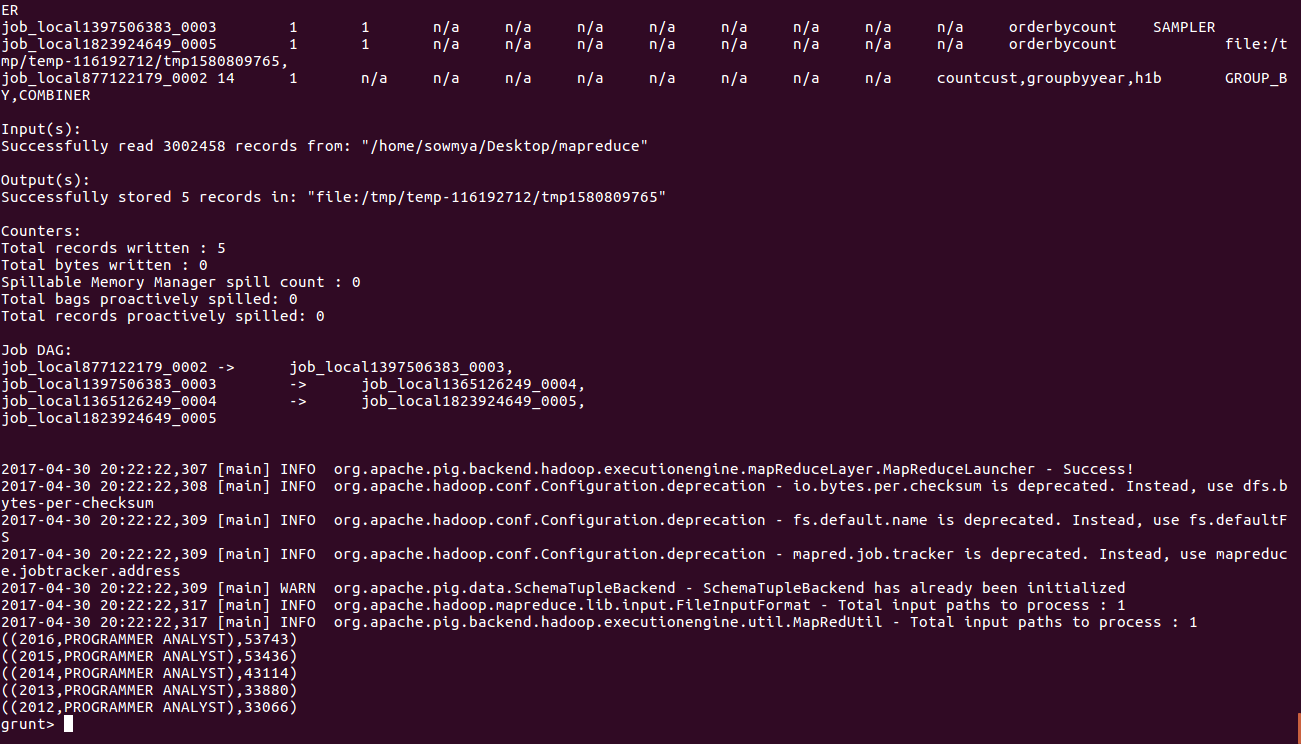 ER
job_local1397506383_0003        1       1       n/a     n/a     n/a     n/a     n/a     n/a     n/a     n/a     orderbycount    SAMPLER
job_local1823924649_0005        1       1       n/a     n/a     n/a     n/a     n/a     n/a     n/a     n/a     orderbycount            file:/t
mp/temp-116192712/tmp1580809765,
job_local877122179_0002 14      1       n/a     n/a     n/a     n/a     n/a     n/a     n/a     n/a     countcust,groupbyyear,h1b       GROUP_B
Y,COMBINER
Input(s):
Successfully read 3002458 records from: "/home/sowmya/Desktop/mapreduce"
Output(s):
Successfully stored 5 records in: "file:/tmp/temp-116192712/tmp1580809765"
Counters:
Total records written : 5
Total bytes written : 0
Spillable Memory Manager spill count : 0
Total bags proactively spilled: 0
Total records proactively spilled: 0
Job DAG:
job_local877122179_0002 ->      job_local1397506383_0003,
job_local1397506383_0003        ->      job_local1365126249_0004,
job_local1365126249_0004        ->      job_local1823924649_0005,
job_local1823924649_0005
2017-04-30 20:22:22,307 [main] INFO  org.apache.pig.backend.hadoop.executionengine.mapReduceLayer.MapReduceLauncher - Success!
2017-04-30 20:22:22,308 [main] INFO  org.apache.hadoop.conf.Configuration.deprecation - io.bytes.per.checksum is deprecated. Instead, use dfs.b
ytes-per-checksum
2017-04-30 20:22:22,309 [main] INFO  org.apache.hadoop.conf.Configuration.deprecation - fs.default.name is deprecated. Instead, use fs.defaultF
S
2017-04-30 20:22:22,309 [main] INFO  org.apache.hadoop.conf.Configuration.deprecation - mapred.job.tracker is deprecated. Instead, use mapreduc
e.jobtracker.address
2017-04-30 20:22:22,309 [main] WARN  org.apache.pig.data.SchemaTupleBackend - SchemaTupleBackend has already been initialized
2017-04-30 20:22:22,317 [main] INFO  org.apache.hadoop.mapreduce.lib.input.FileInputFormat - Total input paths to process : 1
2017-04-30 20:22:22,317 [main] INFO  org.apache.pig.backend.hadoop.executionengine.util.MapRedUtil - Total input paths to process : 1
((2016,PROGRAMMER ANALYST),53743)
((2015,PROGRAMMER ANALYST),53436)
((2014,PROGRAMMER ANALYST),43114)
((2013,PROGRAMMER ANALYST),33880)
((2012,PROGRAMMER ANALYST),33066)
grunt>